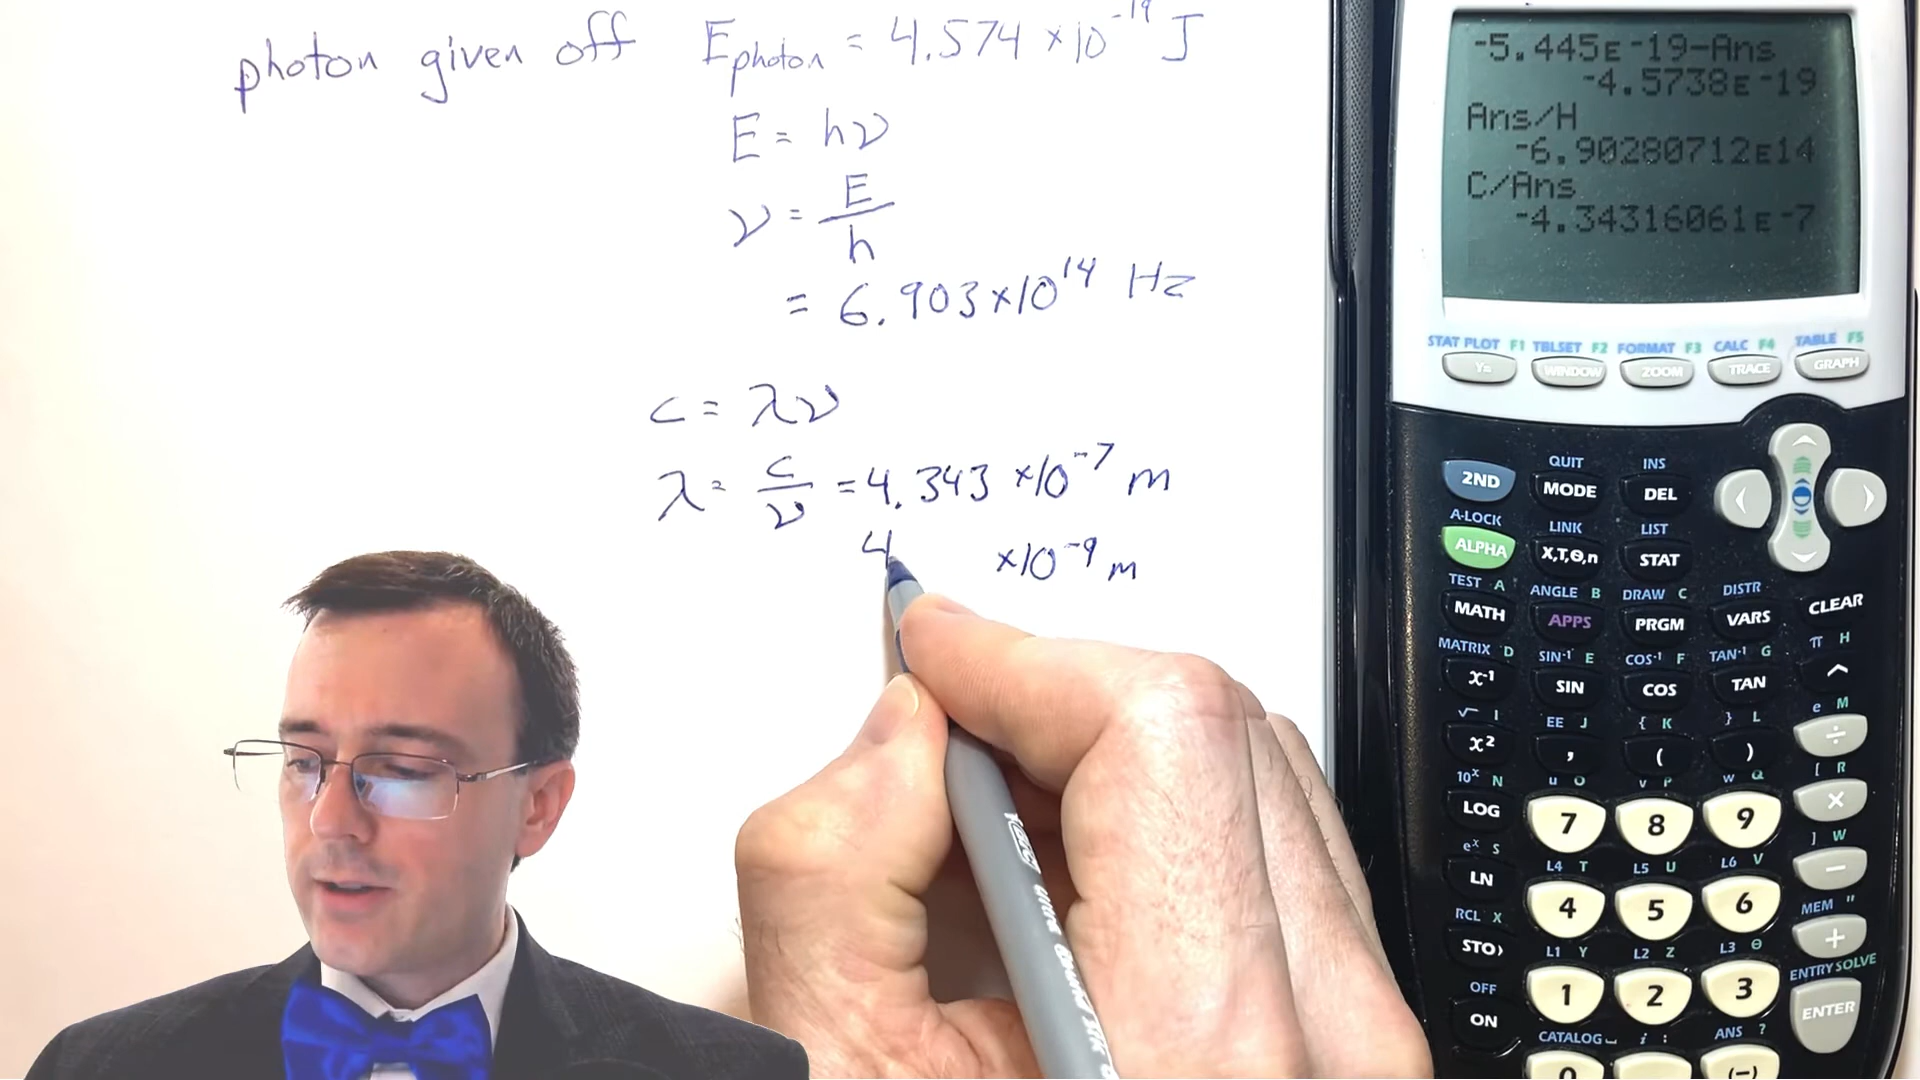 photon given off E photon = 4.574 ×10⁻¹⁹ J
E = hν
ν = E/h
= 6.903×10¹⁴ Hz
c = λν
λ = c/ν = 4.343 ×10⁻⁷ m
4 ×10⁻⁹ m
-5.445E-19-Ans
-4.5738E-19
Ans/H
-6.90280712E14
C/Ans
-4.34316061E-7
STAT PLOT F1 TBLSET F2 FORMAT F3 CALC F4 TABLE F5
Y= WINDOW ZOOM TRACE GRAPH
QUIT INS
2ND MODE DEL
A-LOCK LINK LIST
ALPHA X,T,Θ,n STAT
TEST A ANGLE B DRAW C DISTR
MATH APPS PRGM VARS CLEAR
MATRIX D SIN⁻¹ E COS⁻¹ F TAN⁻¹ G π H
x⁻¹ SIN COS TAN ^
√ I EE J { K } L e M
x² , ( ) ÷
10ˣ N u O v P w Q [ R
LOG 7 8 9 ×
eˣ S L4 T L5 U L6 V ] W
LN 4 5 6 −
RCL X L1 Y L2 Z L3 θ MEM "
STO› 1 2 3 +
OFF CATALOG i : ANS ? ENTRY SOLVE
ON 0 . (−) ENTER